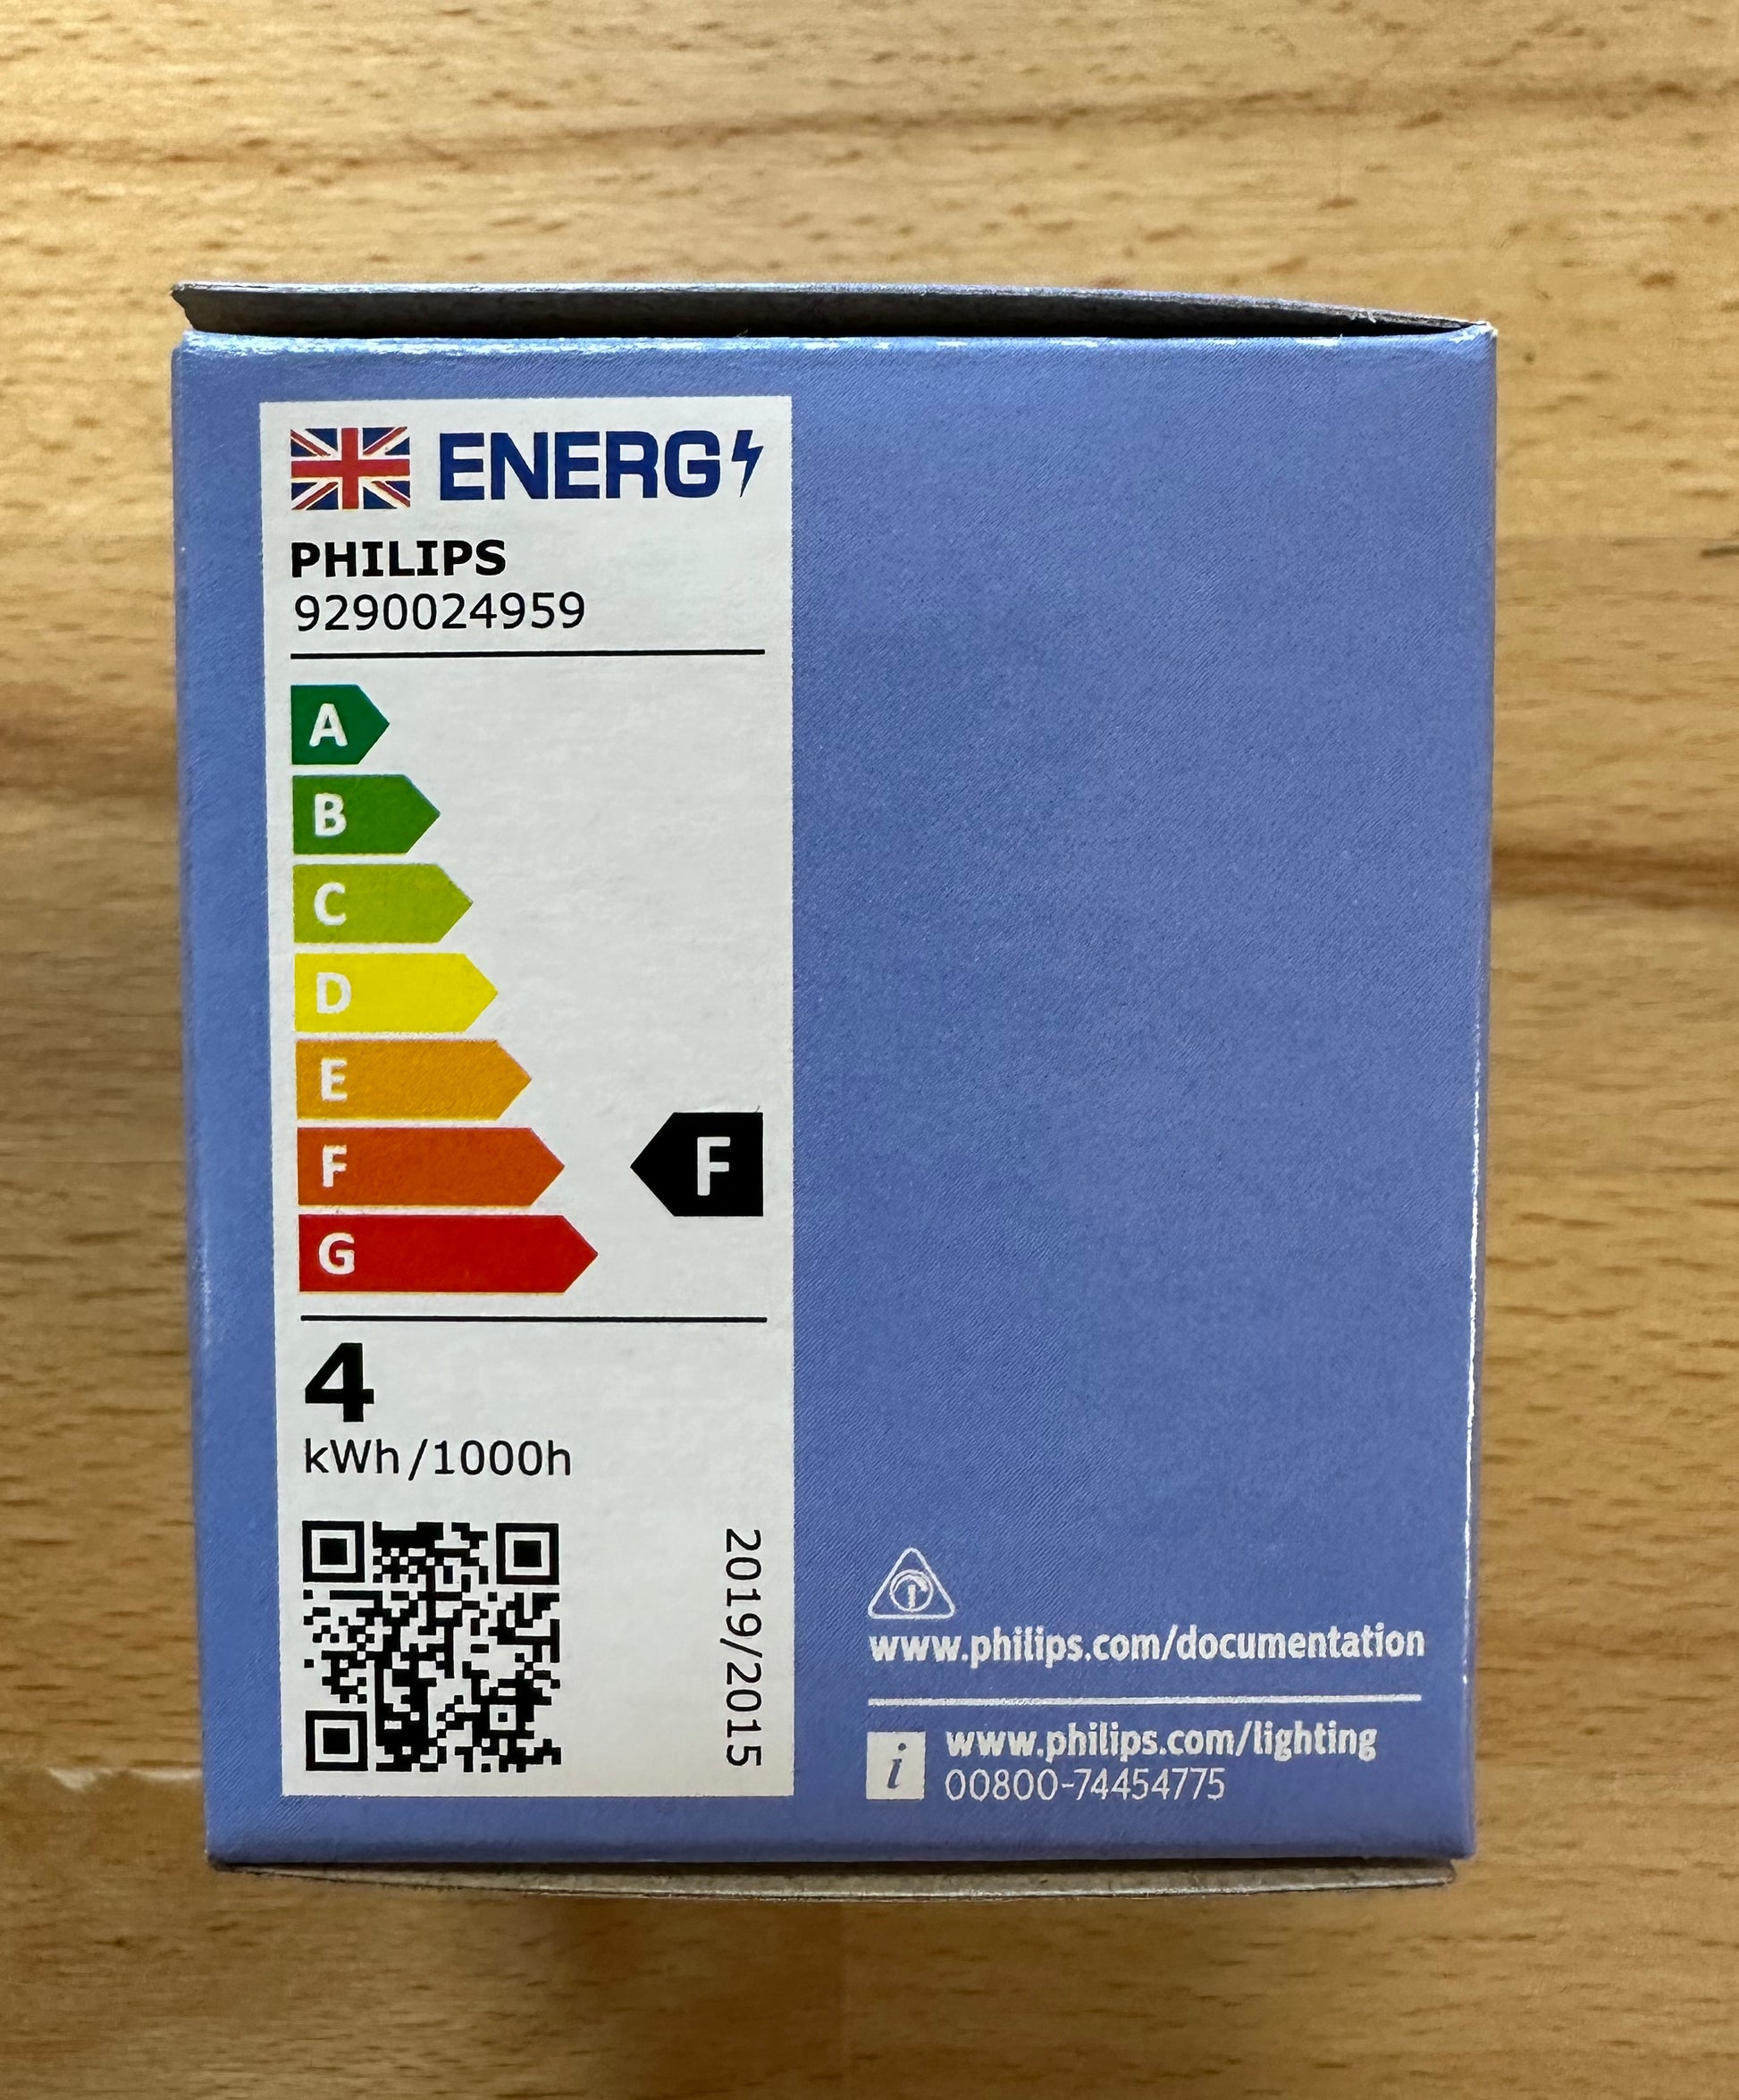 ENERG
PHILIPS
9290024959
A
B
C
D
E
F
F
G
4
kWh/1000h
2019/2015
www.philips.com/documentation
i
www.philips.com/lighting
00800-74454775